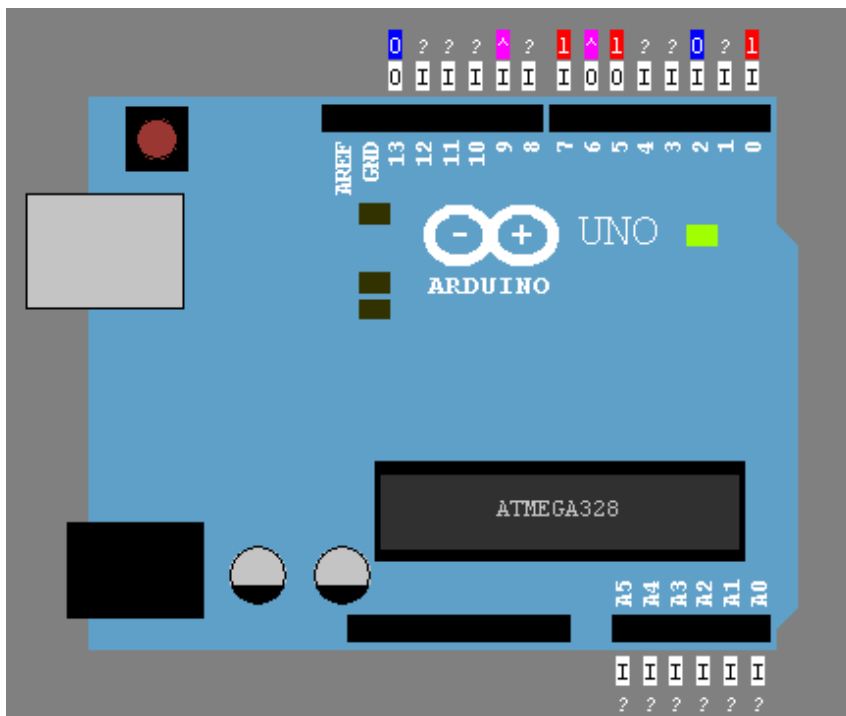 0 ? ? ? ^ ? 1 ^ 1 ? ? 0 ? 1
O I I I I I I O O I I I I I
AREF GND 13 12 11 10 9 8 7 6 5 4 3 2 1 0
- + UNO
ARDUINO
ATMEGA328
A5 A4 A3 A2 A1 A0
I I I I I I
? ? ? ? ? ?